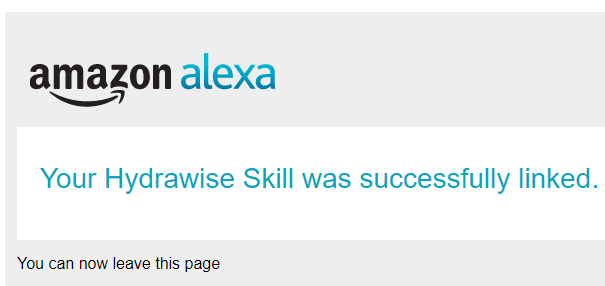 amazon alexa
Your Hydrawise Skill was successfully linked.
You can now leave this page